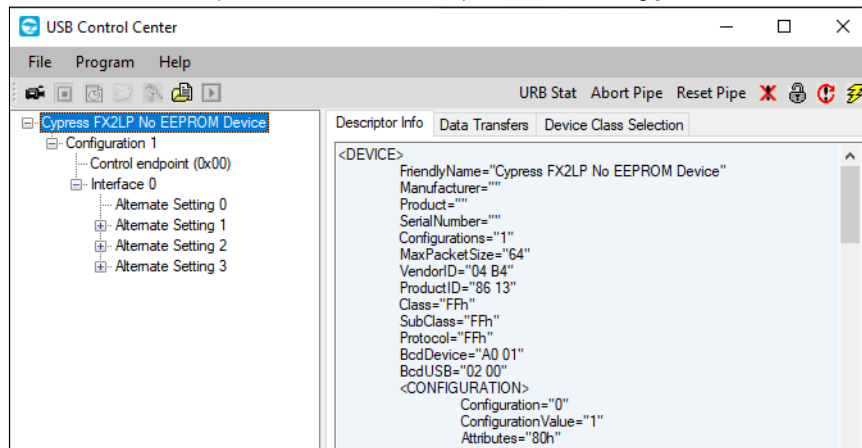 USB Control Center
File Program Help
URB Stat Abort Pipe Reset Pipe
Cypress FX2LP No EEPROM Device
Configuration 1
Control endpoint (0x00)
Interface 0
Alternate Setting 0
Alternate Setting 1
Alternate Setting 2
Alternate Setting 3
Descriptor Info Data Transfers Device Class Selection
<DEVICE>
FriendlyName="Cypress FX2LP No EEPROM Device"
Manufacturer=""
Product=""
SerialNumber=""
Configurations="1"
MaxPacketSize="64"
VendorID="04 B4"
ProductID="86 13"
Class="FFh"
SubClass="FFh"
Protocol="FFh"
BcdDevice="A0 01"
BcdUSB="02 00"
<CONFIGURATION>
Configuration="0"
ConfigurationValue="1"
Attributes="80h"